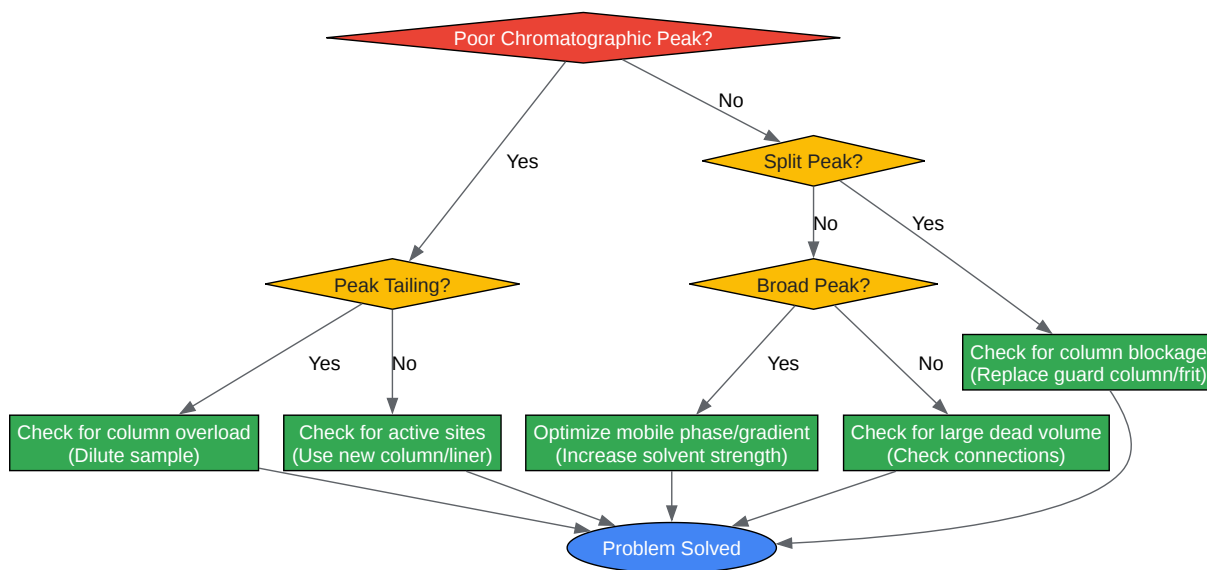 Poor Chromatographic Peak?
No
Yes
Split Peak?
No
Yes
Peak Tailing?
Broad Peak?
Yes
No
Yes
No
Check for column blockage
(Replace guard column/frit)
Check for column overload
(Dilute sample)
Check for active sites
(Use new column/liner)
Optimize mobile phase/gradient
(Increase solvent strength)
Check for large dead volume
(Check connections)
Problem Solved